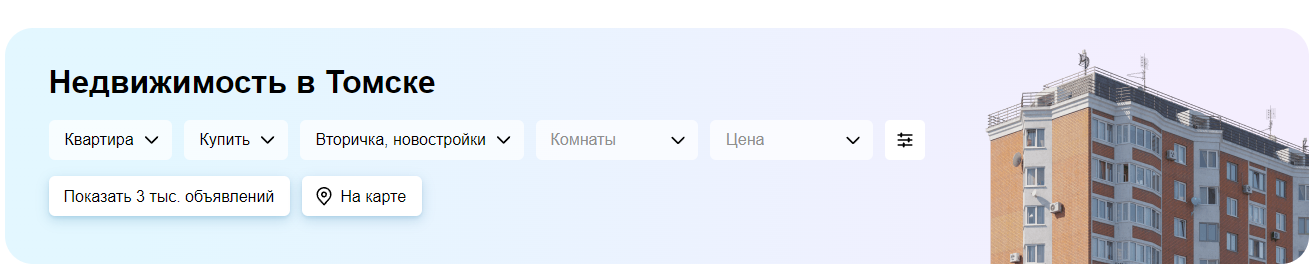 Недвижимость в Томске
Квартира Купить Вторичка, новостройки Комнаты Цена
Показать 3 тыс. объявлений На карте